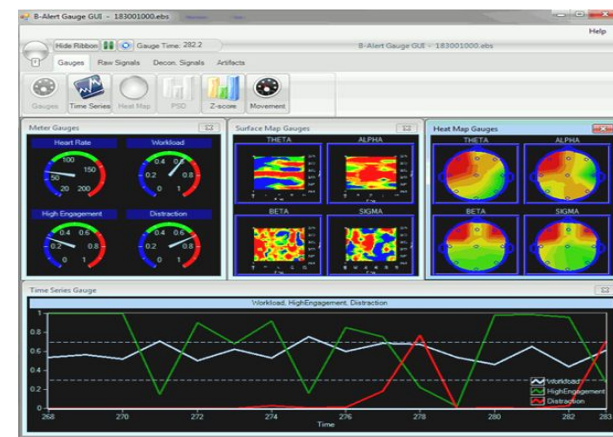 B-Alert Gauge GUI - 183001000.ebs
Help
Hide Ribbon Gauge Time: 282.2 B-Alert Gauge GUI - 183001000.ebs
Gauges Raw Signals Decon. Signals Artifacts
Gauges Time Series Heat Map PSD Z-score Movement
Meter Gauges Surface Map Gauges Heat Map Gauges
Heart Rate Workload THETA ALPHA THETA ALPHA
100 0.4 0.6
50 150 0.2 0.8
20 200 0 1
High Engagement Distraction BETA SIGMA BETA SIGMA
0.4 0.6 0.4 0.6
0.2 0.8 0.2 0.8
0 1 0 1
Time Series Gauge
Workload, HighEngagement, Distraction
1
0.8
0.6
0.4
0.2
0
Workload
HighEngagement
Distraction
268 270 272 274 276 278 280 282 283
Time